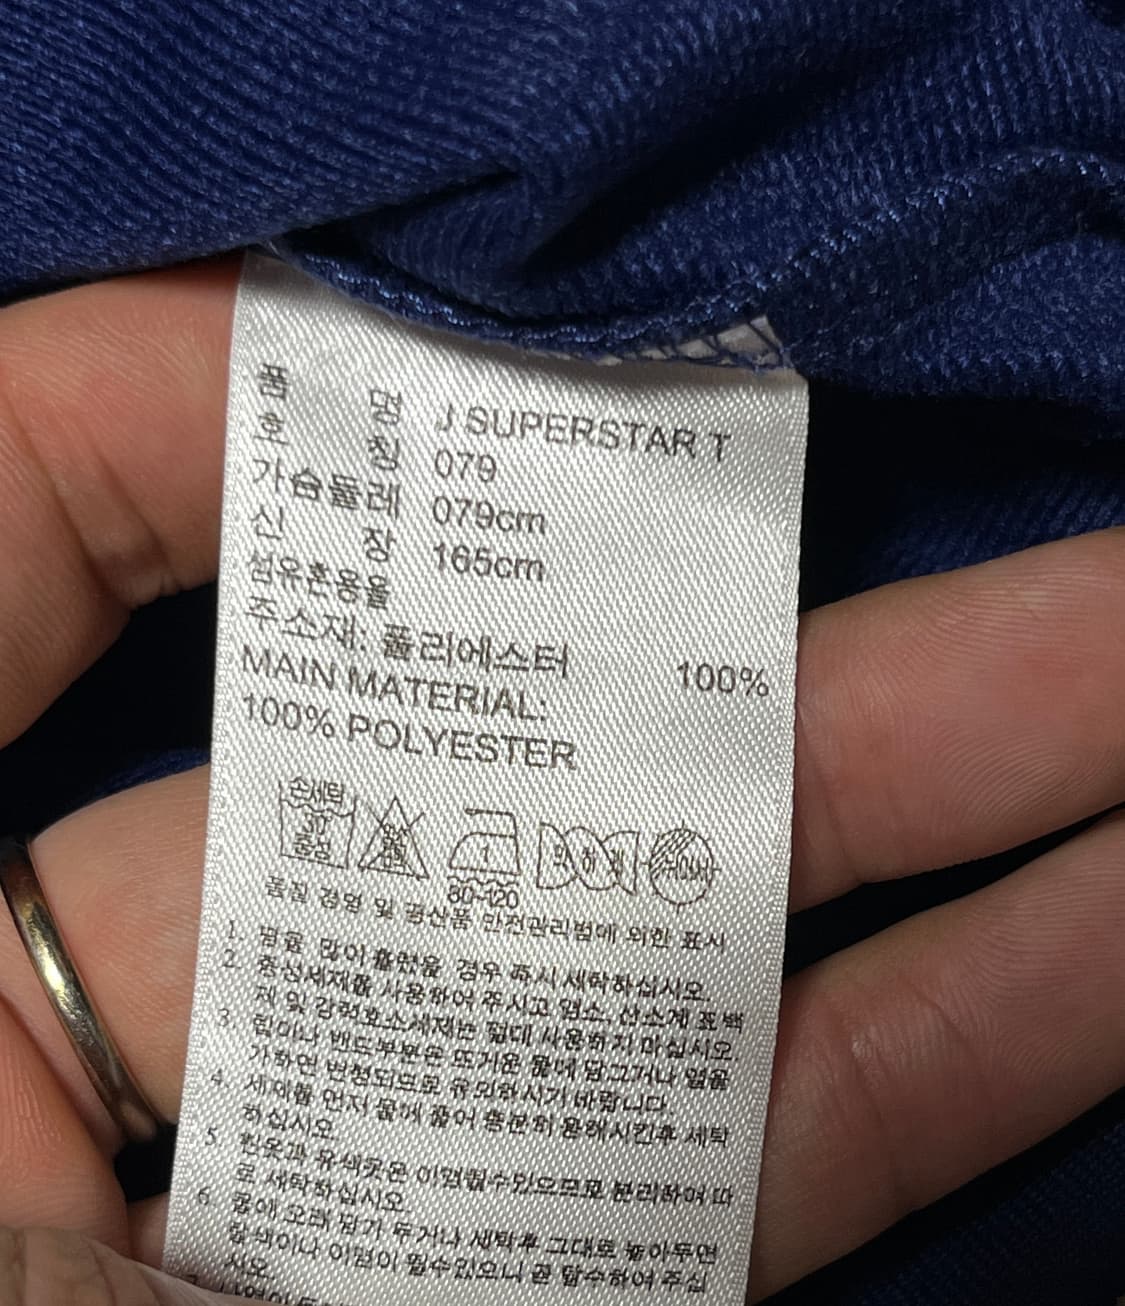 품 명 J SUPERSTAR T
호 칭 079
가슴둘레 079cm
신 장 165cm
섬유혼용율
주소재: 폴리에스터 100%
MAIN MATERIAL:
100% POLYESTER
손세탁 30 중성
80~120
품질 경영 및 공산품 안전관리법에 의한 표시
1. 땀을 많이 흘렸을 경우 즉시 세탁하십시오.
2. 중성세제를 사용하여 주시고 염소, 산소계 표백
제 및 강력효소세제는 절대 사용하지 마십시오.
3. 립이나 밴드부분은 뜨거운 물에 담그거나 열을
가하면 변형되므로 유의하시기 바랍니다.
4. 세제를 먼저 물에 풀어 충분히 용해시킨후 세탁
하십시오.
5. 흰옷과 유색옷은 이염될수있으므로 분리하여 따
로 세탁하십시오.
6. 물에 오래 담가 두거나 세탁후 그대로 놓아두면
탈색이나 이염이 될수있으니 곧 탈수하여 주십
시오.
7.